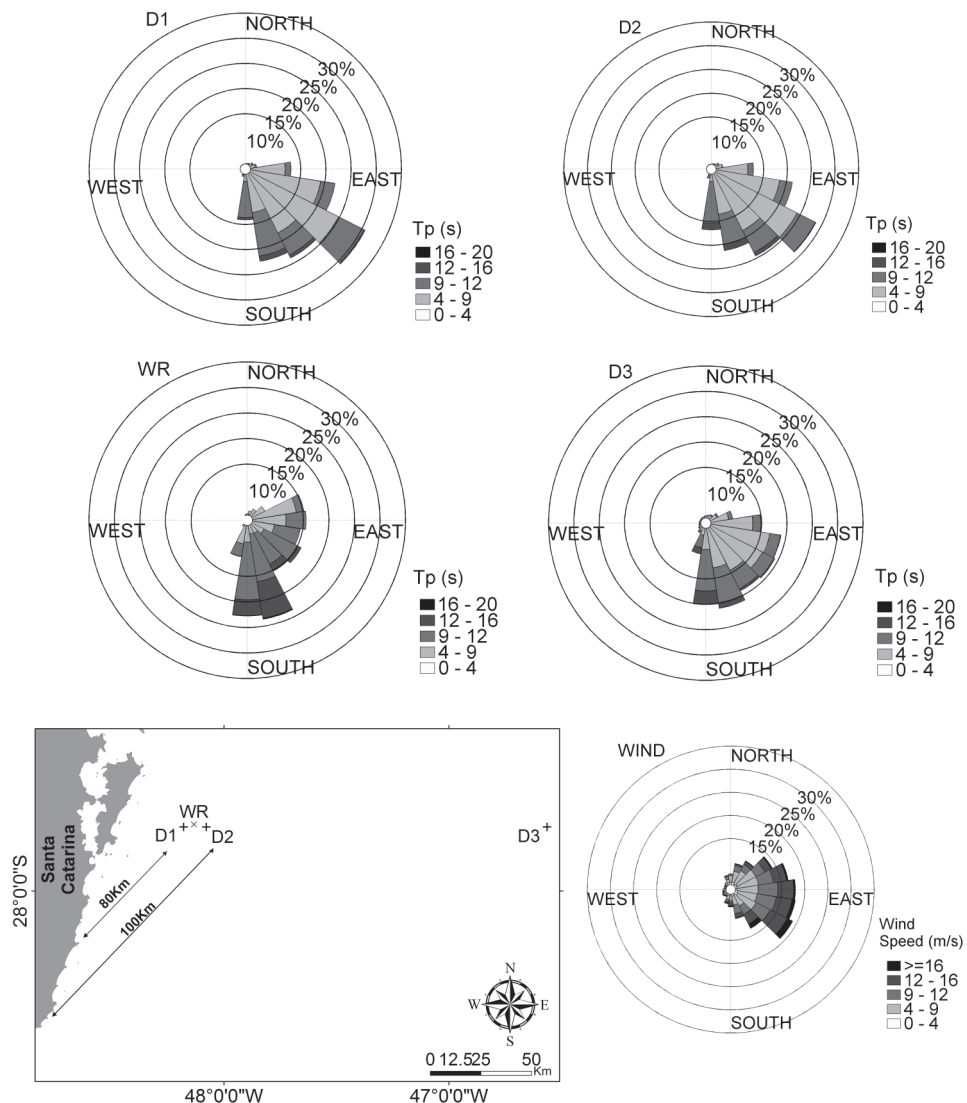 D1
NORTH
30%
25%
20%
15%
10%
WEST
EAST
SOUTH
Tp (s)
16 - 20
12 - 16
9 - 12
4 - 9
0 - 4
D2
NORTH
30%
25%
20%
15%
10%
WEST
EAST
SOUTH
Tp (s)
16 - 20
12 - 16
9 - 12
4 - 9
0 - 4
WR
NORTH
30%
25%
20%
15%
10%
WEST
EAST
SOUTH
Tp (s)
16 - 20
12 - 16
9 - 12
4 - 9
0 - 4
D3
NORTH
30%
25%
20%
15%
10%
WEST
EAST
SOUTH
Tp (s)
16 - 20
12 - 16
9 - 12
4 - 9
0 - 4
Santa
Catarina
WR
D1
D2
D3
80Km
100Km
28°0'0"S
N
W
E
S
0 12.525 50
Km
48°0'0"W
47°0'0"W
WIND
NORTH
30%
25%
20%
15%
WEST
EAST
SOUTH
Wind
Speed (m/s)
>=16
12 - 16
9 - 12
4 - 9
0 - 4